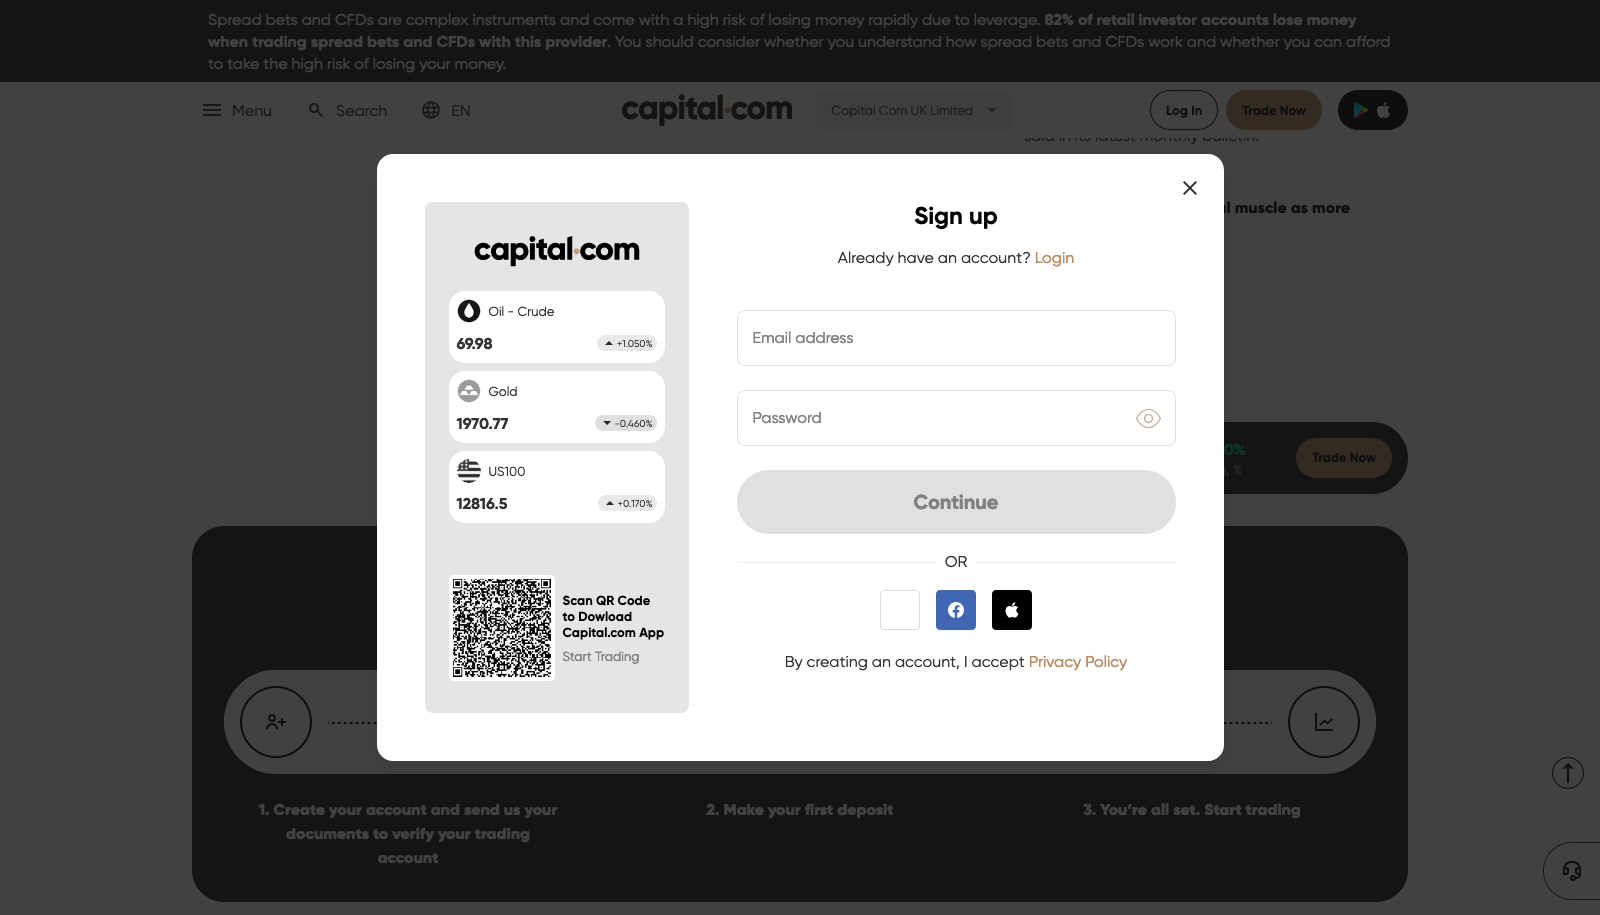 Spread bets and CFDs are complex instruments and come with a high risk of losing money rapidly due to leverage. 82% of retail investor accounts lose money
when trading spread bets and CFDs with this provider. You should consider whether you understand how spread bets and CFDs work and whether you can afford
to take the high risk of losing your money.
Menu
Search
EN
capital.com
Capital Com UK Limited
Log In
Trade Now
said in its latest monthly bulletin.
muscle as more
capital.com
Oil - Crude
69.98
+1.050%
Gold
1970.77
-0.460%
US100
12816.5
+0.170%
Scan QR Code
to Dowload
Capital.com App
Start Trading
Sign up
Already have an account? Login
Email address
Password
Continue
OR
By creating an account, I accept Privacy Policy
0%
%
Trade Now
1. Create your account and send us your
documents to verify your trading
account
2. Make your first deposit
3. You're all set. Start trading